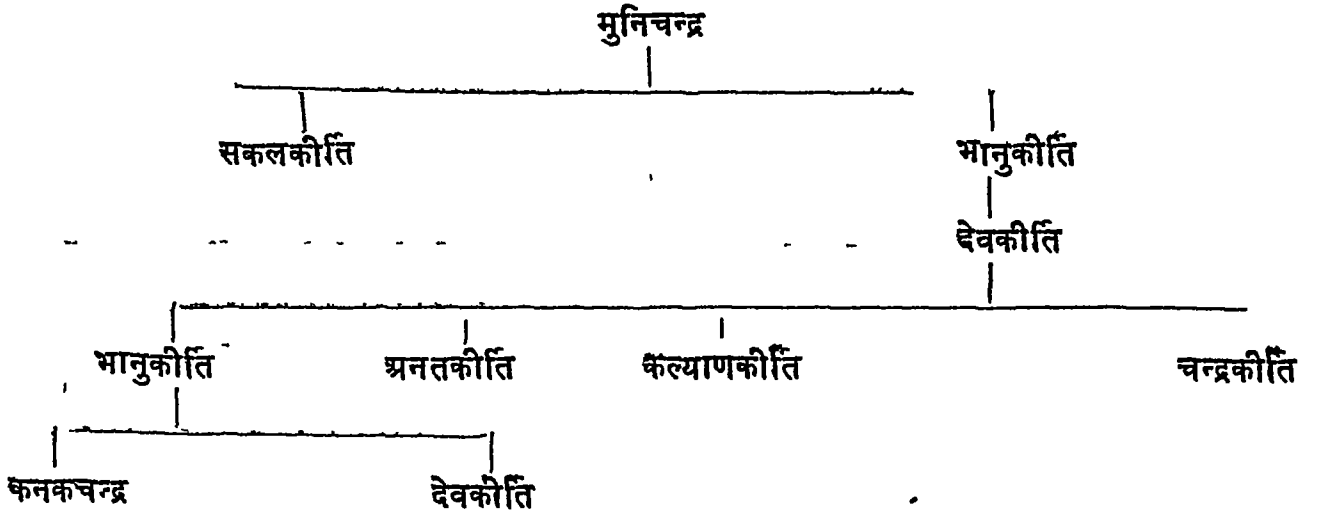 मुनिचन्द्र
सकलकीर्ति भानुकीर्ति
देवकीर्ति
भानुकीर्ति अनतकीर्ति कल्याणकीर्ति चन्द्रकीर्ति
कनकचन्द्र देवकीर्ति